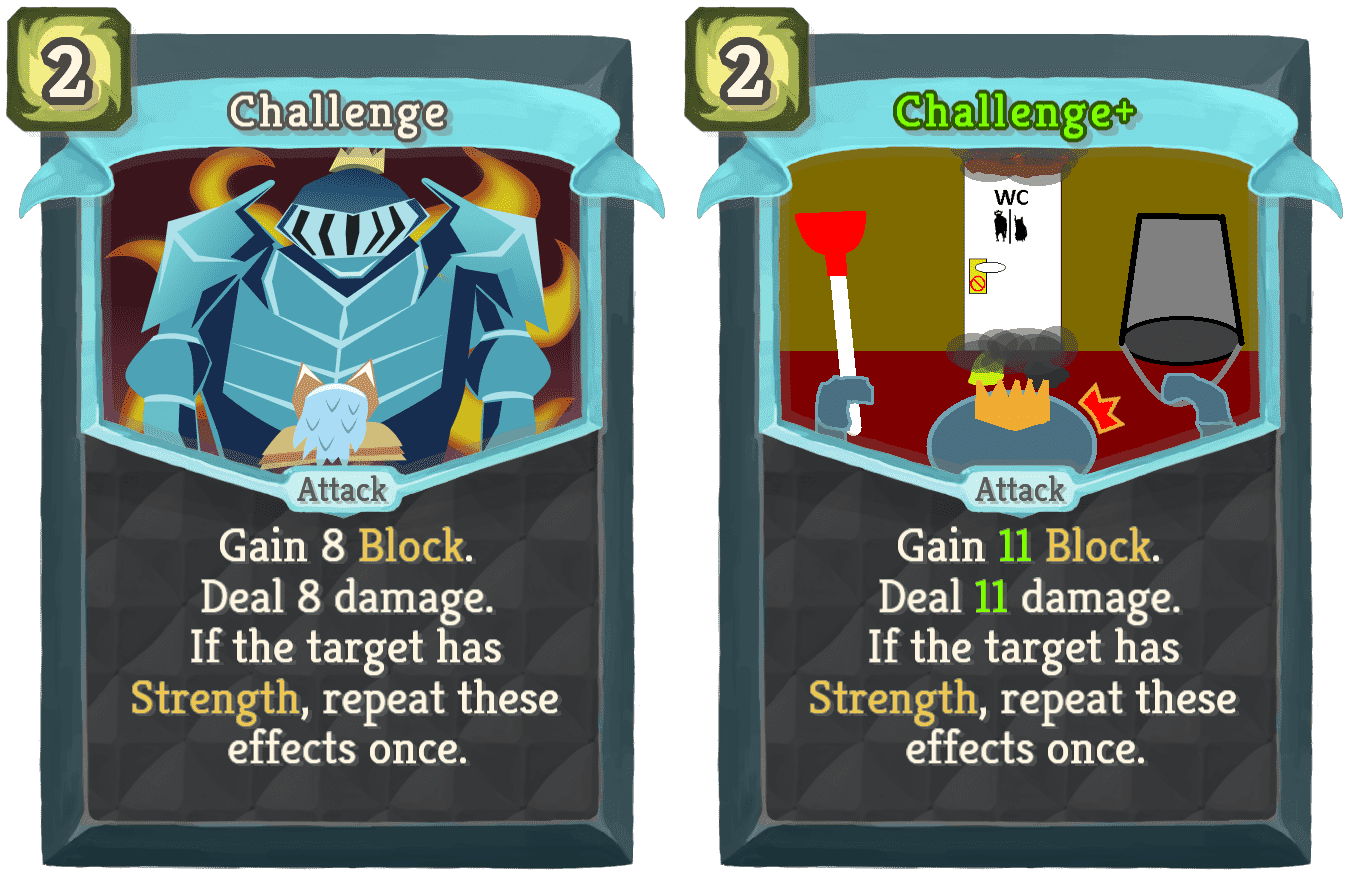 2
Challenge
Attack
Gain 8 Block.
Deal 8 damage.
If the target has
Strength, repeat these
effects once.
2
Challenge+
WC
Attack
Gain 11 Block.
Deal 11 damage.
If the target has
Strength, repeat these
effects once.